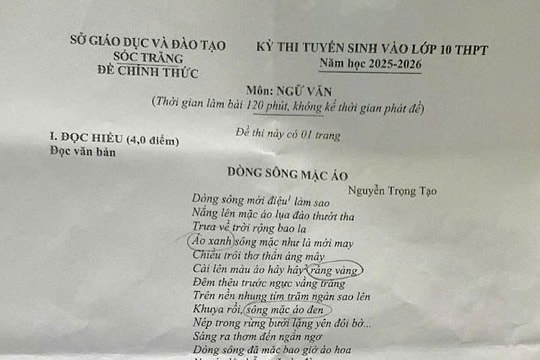 SỞ GIÁO DỤC VÀ ĐÀO TẠO
SÓC TRĂNG
ĐỀ CHÍNH THỨC
KỲ THI TUYỂN SINH VÀO LỚP 10 THPT
Năm học 2025-2026
Môn: NGỮ VĂN
(Thời gian làm bài 120 phút, không kể thời gian phát đề)
Đề thi này có 01 trang
I. ĐỌC HIỂU (4,0 điểm)
Đọc văn bản
DÒNG SÔNG MẶC ÁO
Nguyễn Trọng Tạo
Dòng sông mới điệu¹ làm sao
Nắng lên mặc áo lụa đào thướt tha
Trưa về trời rộng bao la
Áo xanh sông mặc như là mới may
Chiều trôi thơ thẩn áng mây
Cài lên màu áo hây hây ráng vàng
Đêm thêu trước ngực vầng trăng
Trên nền nhung tím trăm ngàn sao lên
Khuya rồi, sông mặc áo đen
Nép trong rừng bưởi lặng yên đôi bờ...
Sáng ra thơm đến ngẩn ngơ
Dòng sông đã mặc bao giờ áo hoa